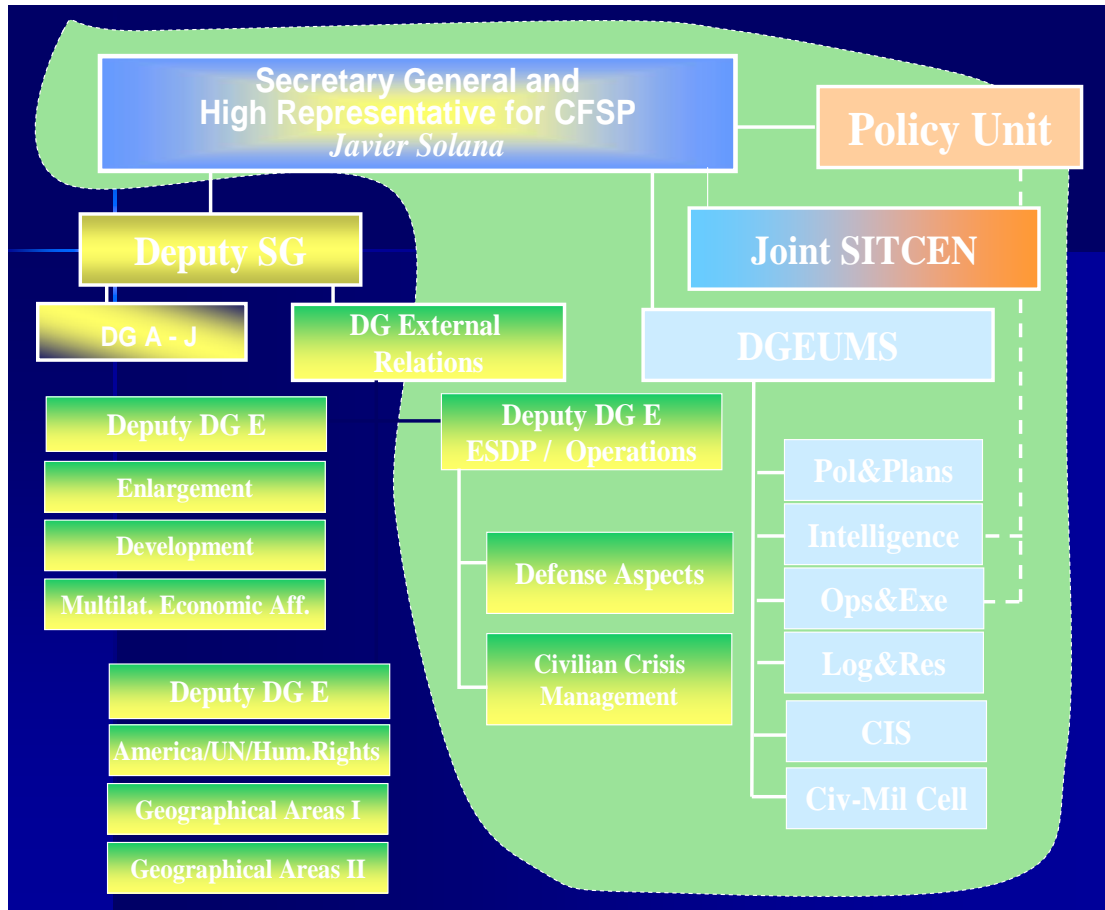 Secretary General and
High Representative for CFSP
Javier Solana
Policy Unit
Deputy SG
Joint SITCEN
DG A - J
DG External
Relations
DGEUMS
Deputy DG E
Enlargement
Development
Multilat. Economic Aff.
Deputy DG E
ESDP / Operations
Defense Aspects
Civilian Crisis
Management
Pol&Plans
Intelligence
Ops&Exe
Log&Res
CIS
Civ-Mil Cell
Deputy DG E
America/UN/Hum.Rights
Geographical Areas I
Geographical Areas II